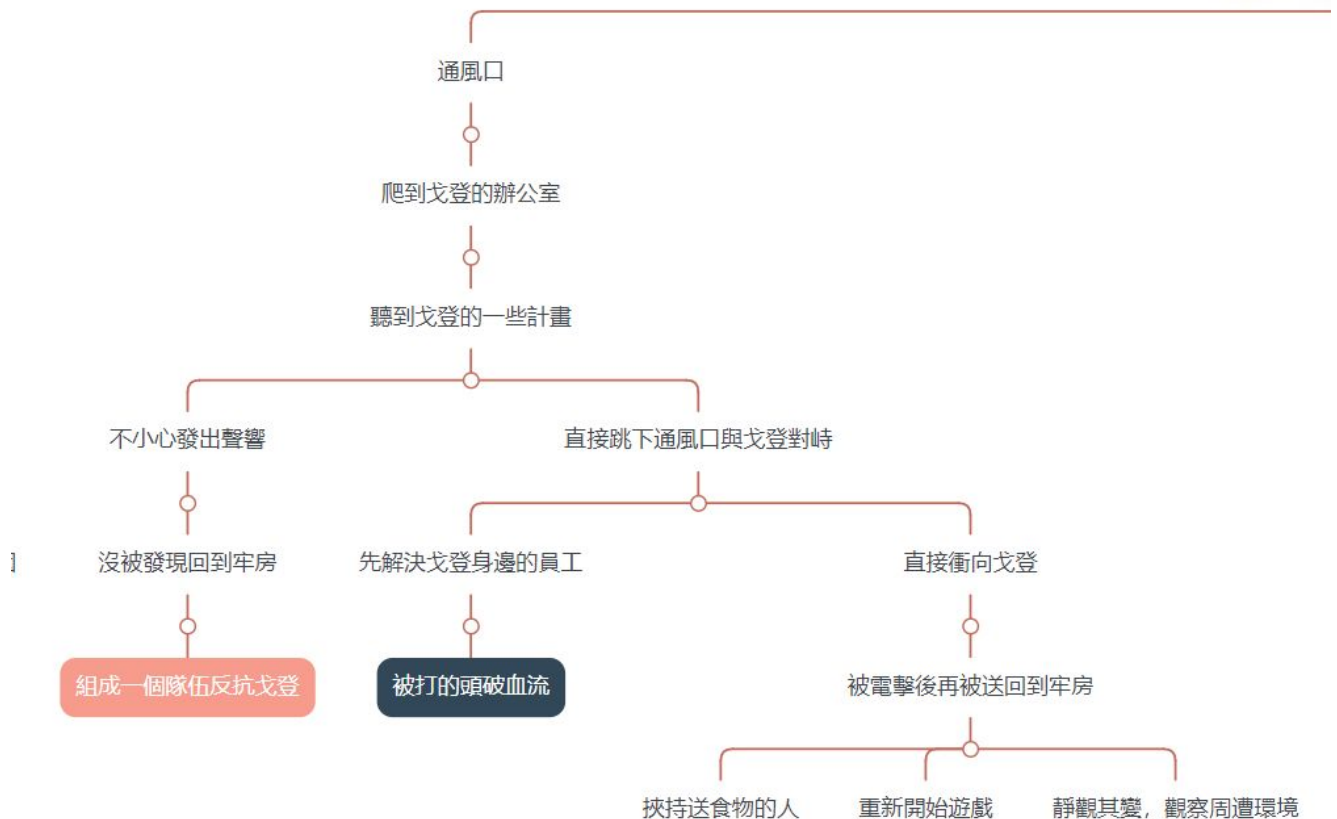 通風口
爬到戈登的辦公室
聽到戈登的一些計畫
不小心發出聲響
直接跳下通風口與戈登對峙
沒被發現回到牢房
先解決戈登身邊的員工
直接衝向戈登
組成一個隊伍反抗戈登
被打的頭破血流
被電擊後再被送回到牢房
挾持送食物的人
重新開始遊戲
靜觀其變，觀察周遭環境